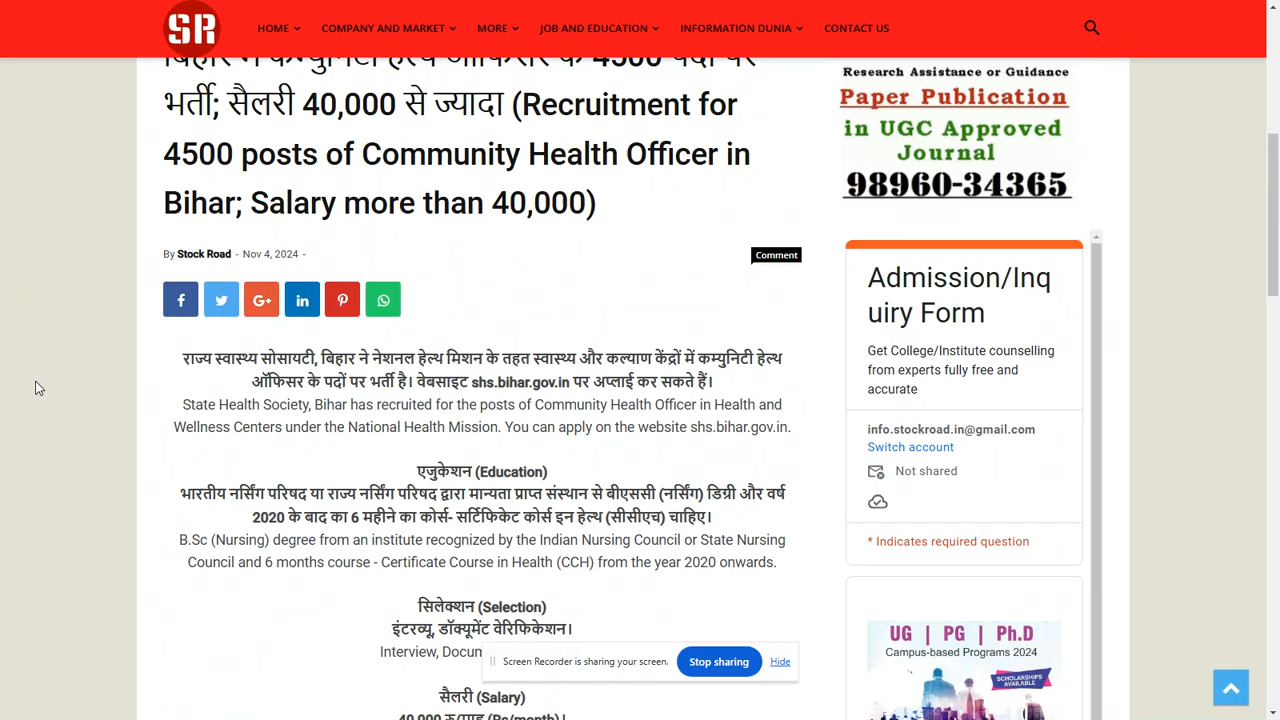 SR
HOME
COMPANY AND MARKET
MORE
JOB AND EDUCATION
INFORMATION DUNIA
CONTACT US
भर्ती; सैलरी 40,000 से ज्यादा (Recruitment for
4500 posts of Community Health Officer in
Bihar; Salary more than 40,000)
By Stock Road - Nov 4, 2024 -
Comment
राज्य स्वास्थ्य सोसायटी, बिहार ने नेशनल हेल्थ मिशन के तहत स्वास्थ्य और कल्याण केंद्रों में कम्युनिटी हेल्थ
ऑफिसर के पदों पर भर्ती है। वेबसाइट shs.bihar.gov.in पर अप्लाई कर सकते हैं।
State Health Society, Bihar has recruited for the posts of Community Health Officer in Health and
Wellness Centers under the National Health Mission. You can apply on the website shs.bihar.gov.in.
एजुकेशन (Education)
भारतीय नर्सिंग परिषद या राज्य नर्सिंग परिषद द्वारा मान्यता प्राप्त संस्थान से बीएससी (नर्सिंग) डिग्री और वर्ष
2020 के बाद का 6 महीने का कोर्स- सर्टिफिकेट कोर्स इन हेल्थ (सीसीएच) चाहिए।
B.Sc (Nursing) degree from an institute recognized by the Indian Nursing Council or State Nursing
Council and 6 months course - Certificate Course in Health (CCH) from the year 2020 onwards.
सिलेक्शन (Selection)
इंटरव्यू, डॉक्यूमेंट वेरिफिकेशन।
Interview, Docum
सैलरी (Salary)
Research Assistance or Guidance
Paper Publication
in UGC Approved
Journal
98960-34365
Admission/Inq
uiry Form
Get College/Institute counselling
from experts fully free and
accurate
info.stockroad.in@gmail.com
Switch account
Not shared
* Indicates required question
UG | PG | Ph.D
Campus-based Programs 2024
SCHOLARSHIPS
AVAILABLE
Screen Recorder is sharing your screen.
Stop sharing
Hide